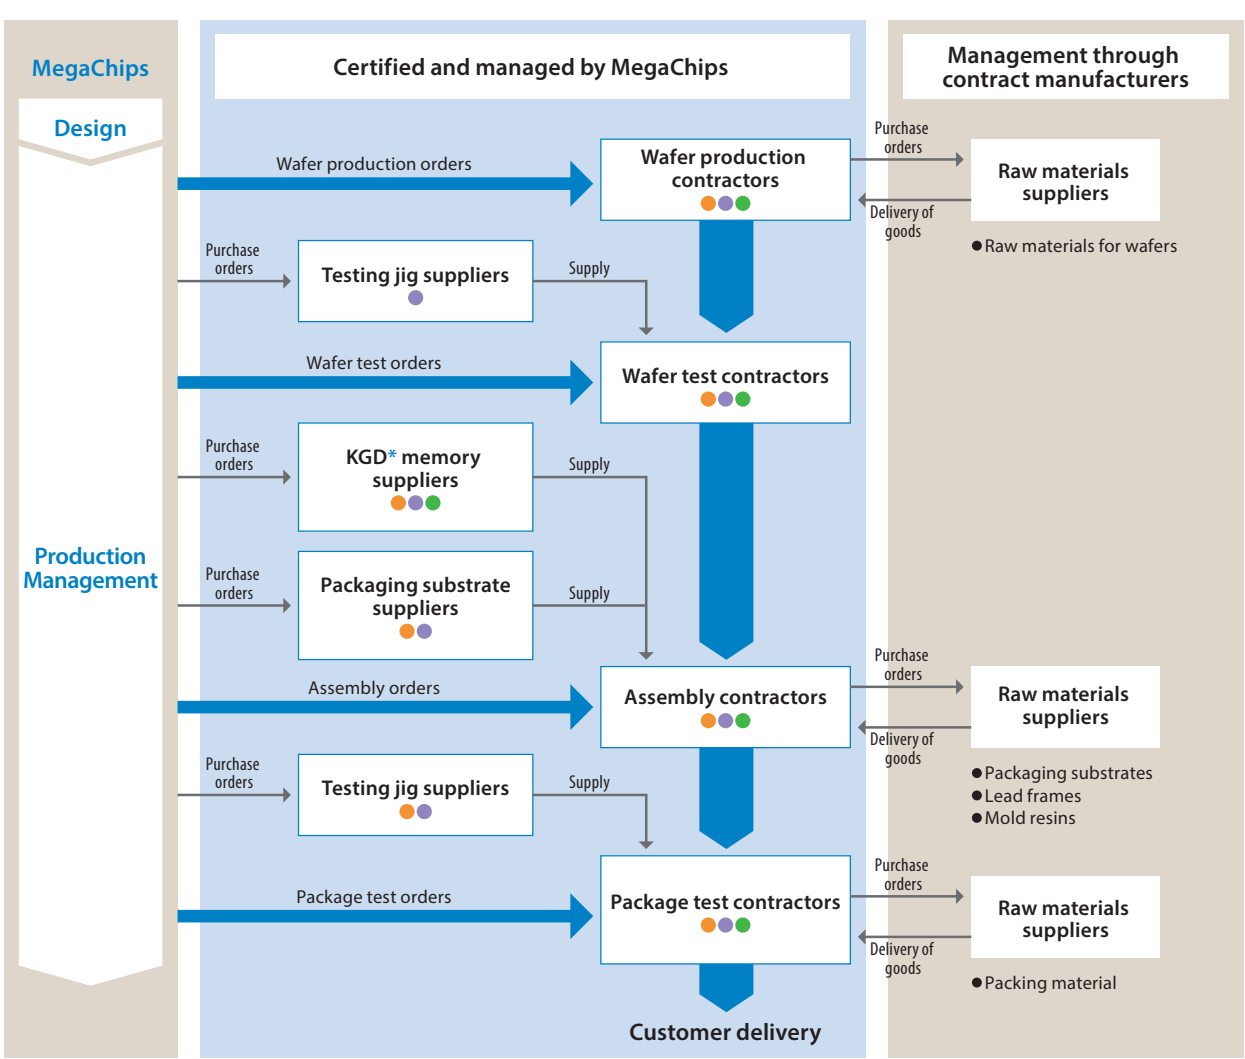 MegaChips
Certified and managed by MegaChips
Management through
contract manufacturers
Design
Production
Management
Wafer production orders
Wafer production
contractors
Purchase
orders
Delivery of
goods
Raw materials
suppliers
●Raw materials for wafers
Purchase
orders
Testing jig suppliers
Supply
Wafer test orders
Wafer test contractors
Purchase
orders
KGD* memory
suppliers
Supply
Purchase
orders
Packaging substrate
suppliers
Supply
Assembly orders
Assembly contractors
Purchase
orders
Delivery of
goods
Raw materials
suppliers
●Packaging substrates
●Lead frames
●Mold resins
Purchase
orders
Testing jig suppliers
Supply
Package test orders
Package test contractors
Purchase
orders
Delivery of
goods
Raw materials
suppliers
●Packing material
Customer delivery